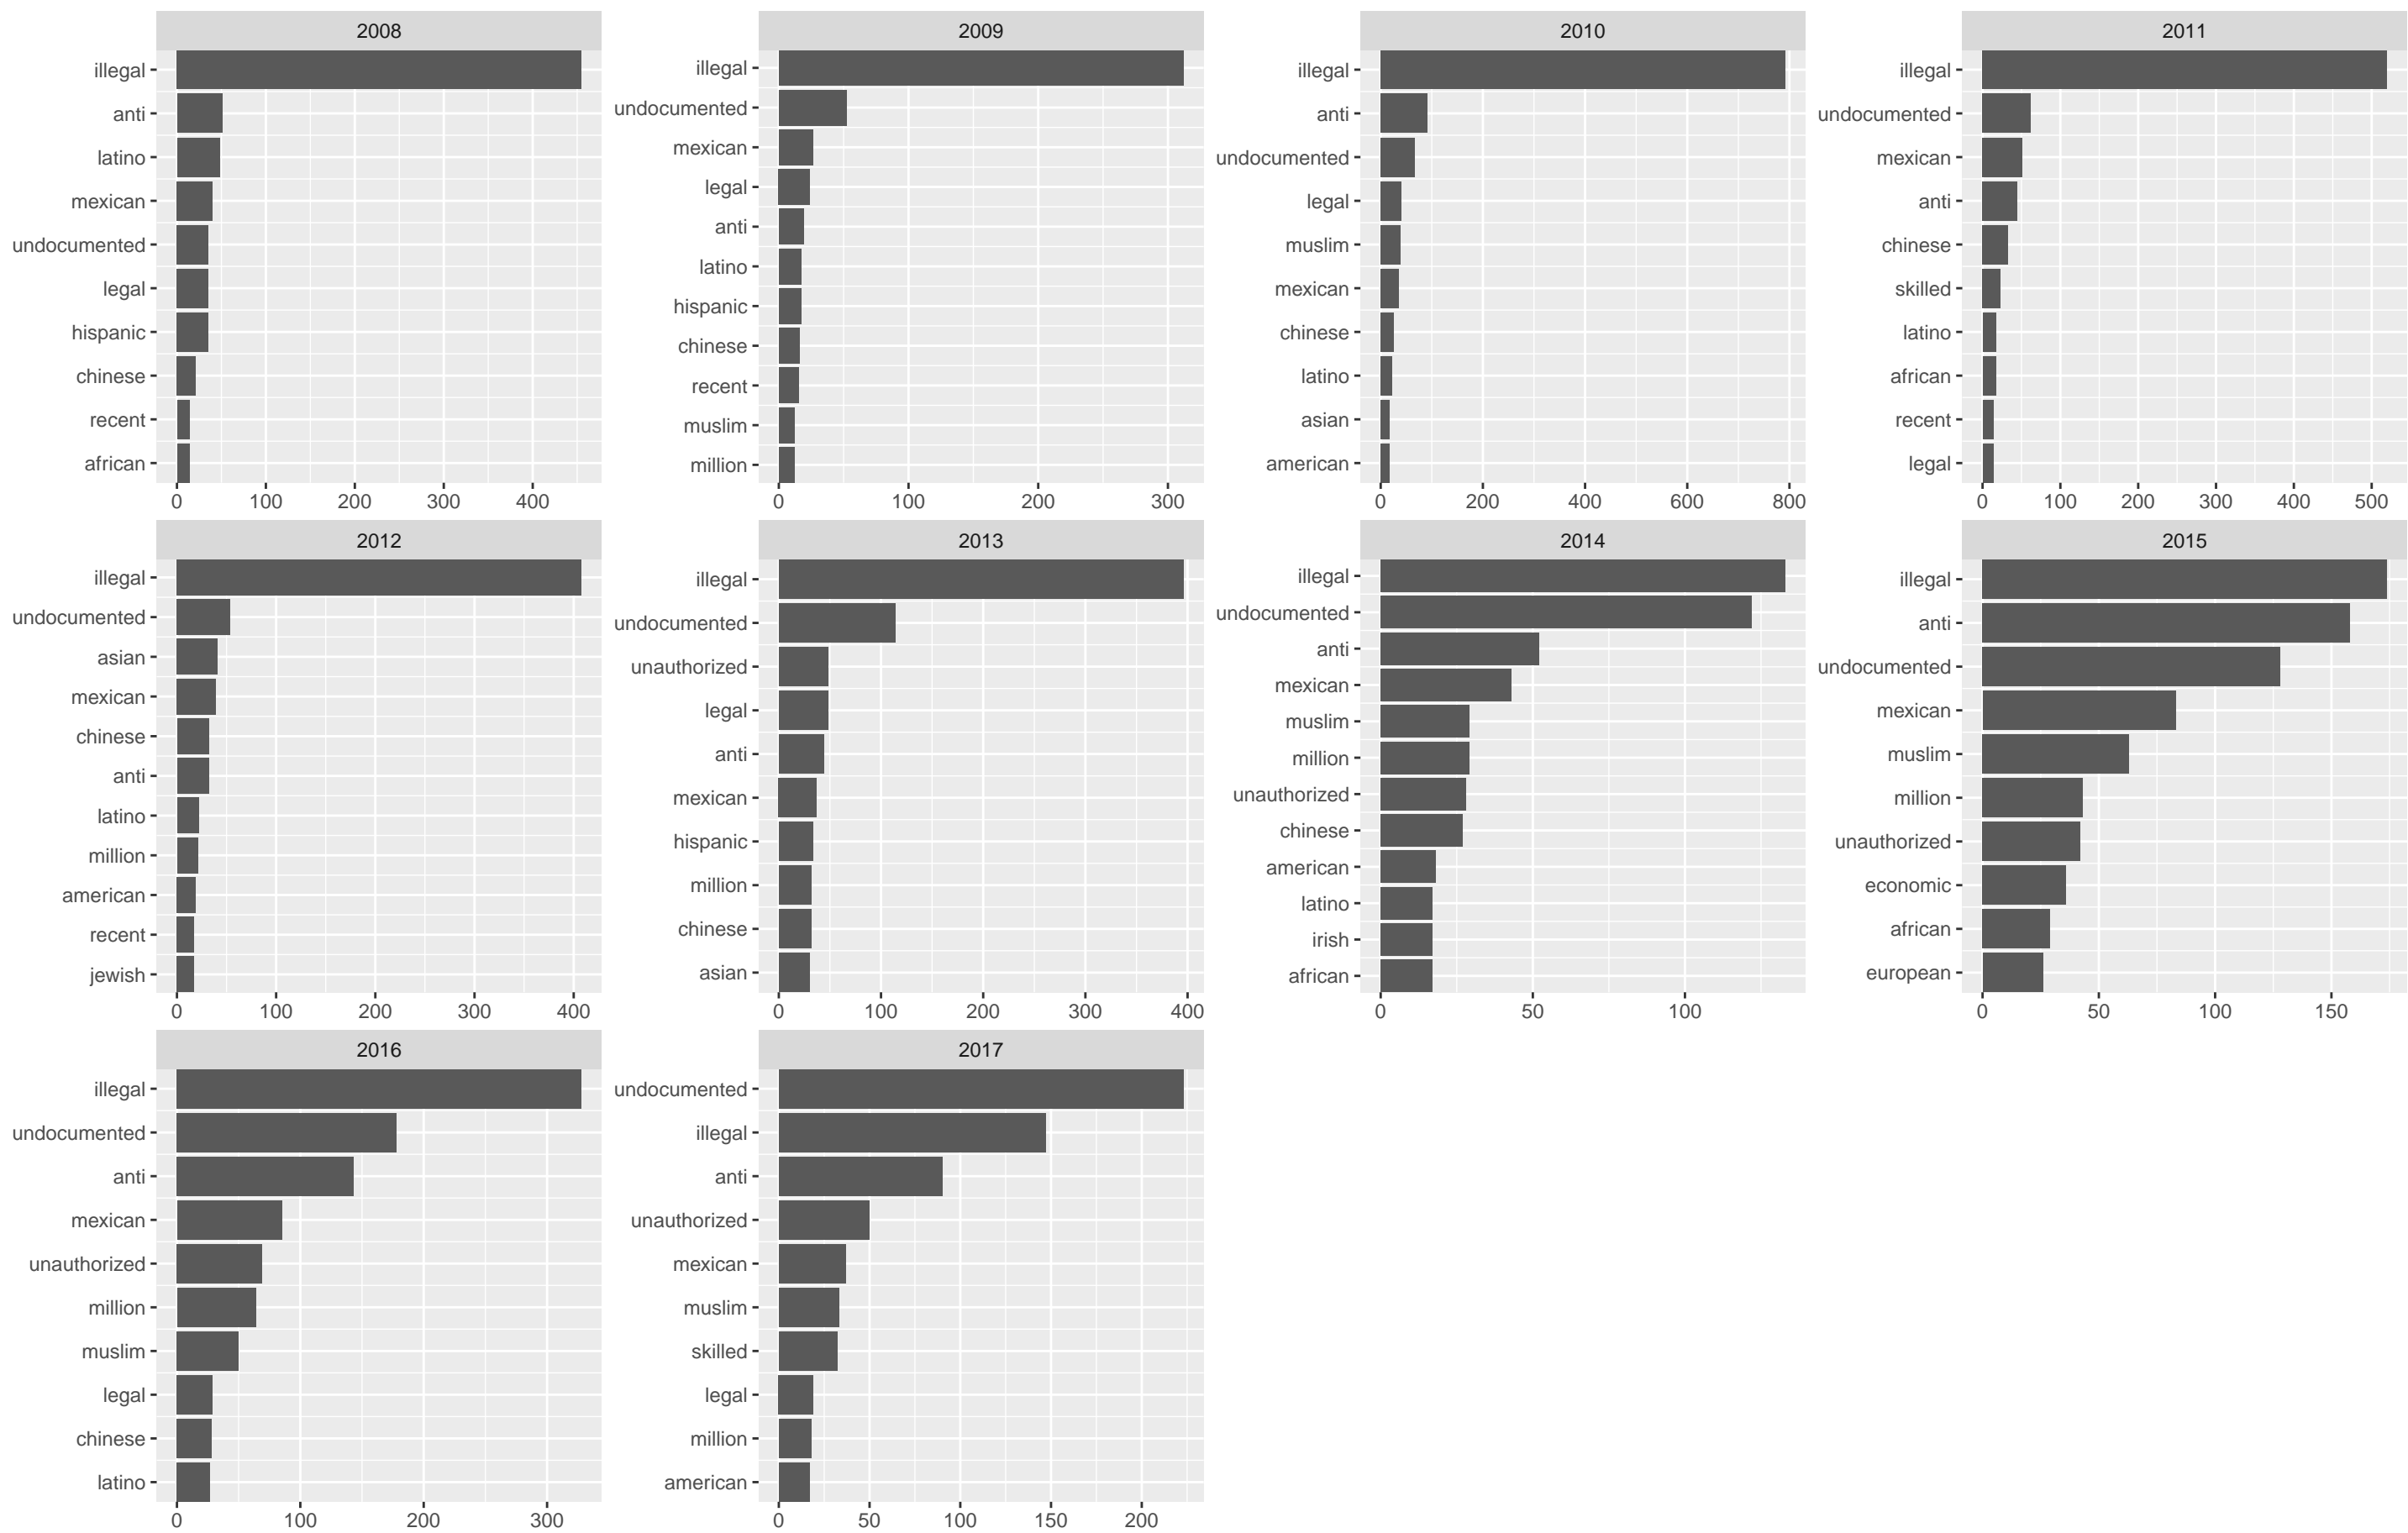 2008
illegal
anti
latino
mexican
undocumented
legal
hispanic
chinese
recent
african
0 100 200 300 400
2009
illegal
undocumented
mexican
legal
anti
latino
hispanic
chinese
recent
muslim
million
0 100 200 300
2010
illegal
anti
undocumented
legal
muslim
mexican
chinese
latino
asian
american
0 200 400 600 800
2011
illegal
undocumented
mexican
anti
chinese
skilled
latino
african
recent
legal
0 100 200 300 400 500
2012
illegal
undocumented
asian
mexican
chinese
anti
latino
million
american
recent
jewish
0 100 200 300 400
2013
illegal
undocumented
unauthorized
legal
anti
mexican
hispanic
million
chinese
asian
0 100 200 300 400
2014
illegal
undocumented
anti
mexican
muslim
million
unauthorized
chinese
american
latino
irish
african
0 50 100
2015
illegal
anti
undocumented
mexican
muslim
million
unauthorized
economic
african
european
0 50 100 150
2016
illegal
undocumented
anti
mexican
unauthorized
million
muslim
legal
chinese
latino
0 100 200 300
2017
undocumented
illegal
anti
unauthorized
mexican
muslim
skilled
legal
million
american
0 50 100 150 200